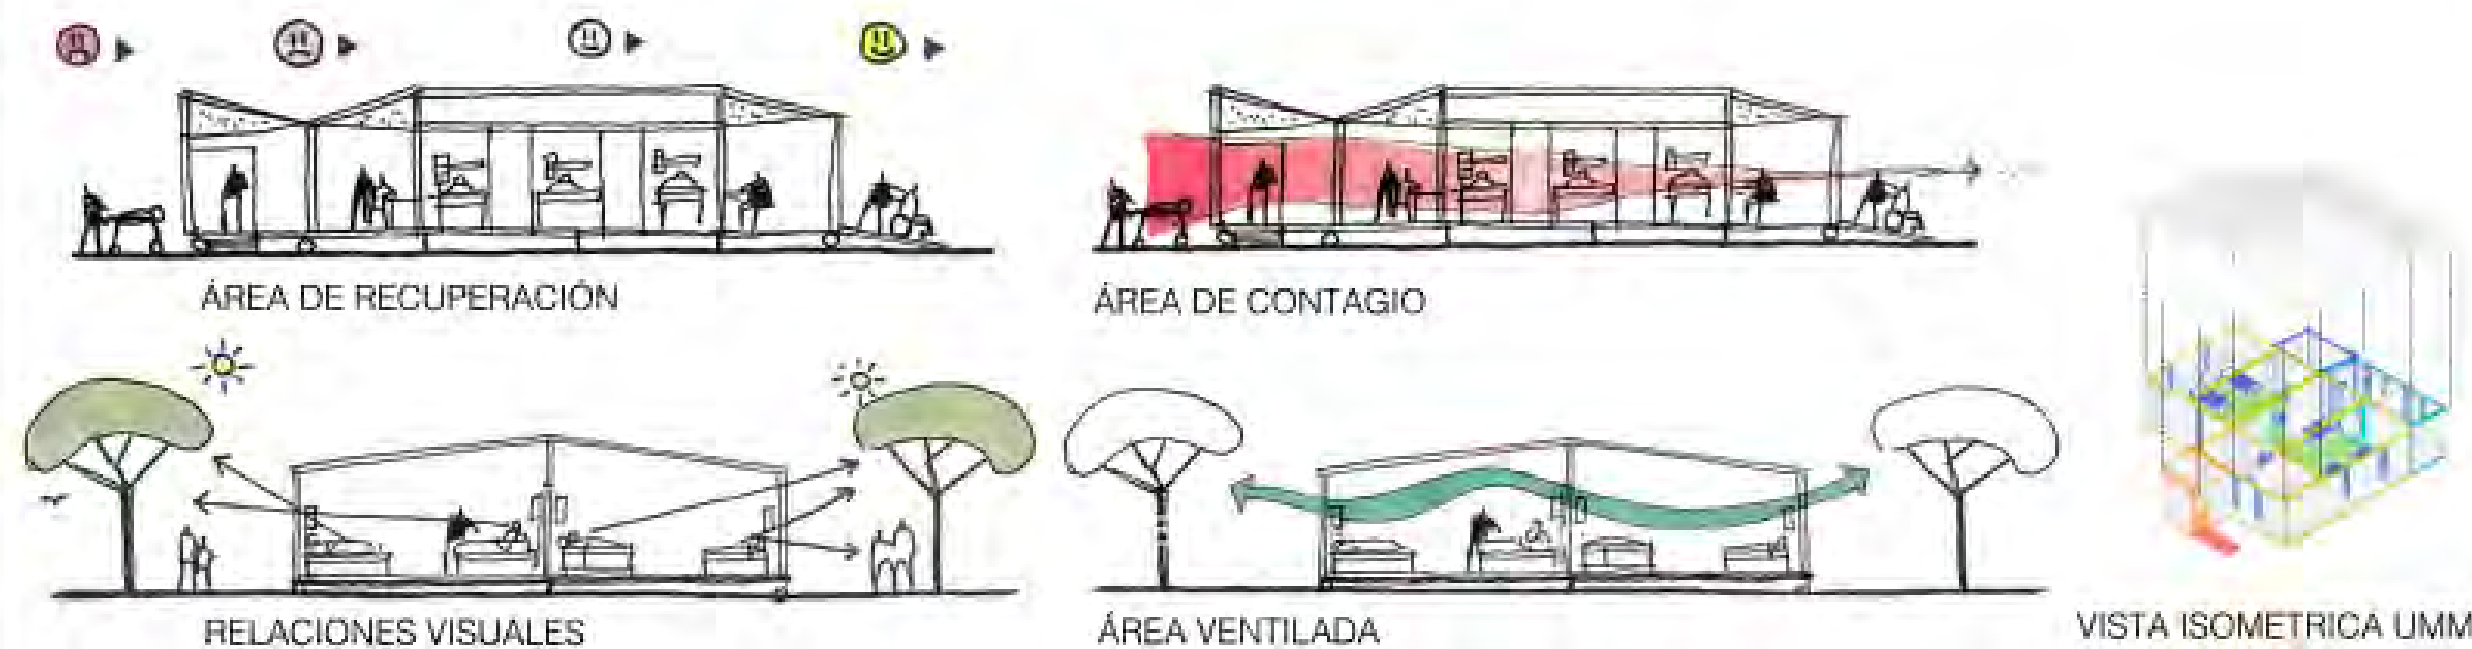 ÁREA DE RECUPERACIÓN
ÁREA DE CONTAGIO
RELACIONES VISUALES
ÁREA VENTILADA
VISTA ISOMETRICA UMM